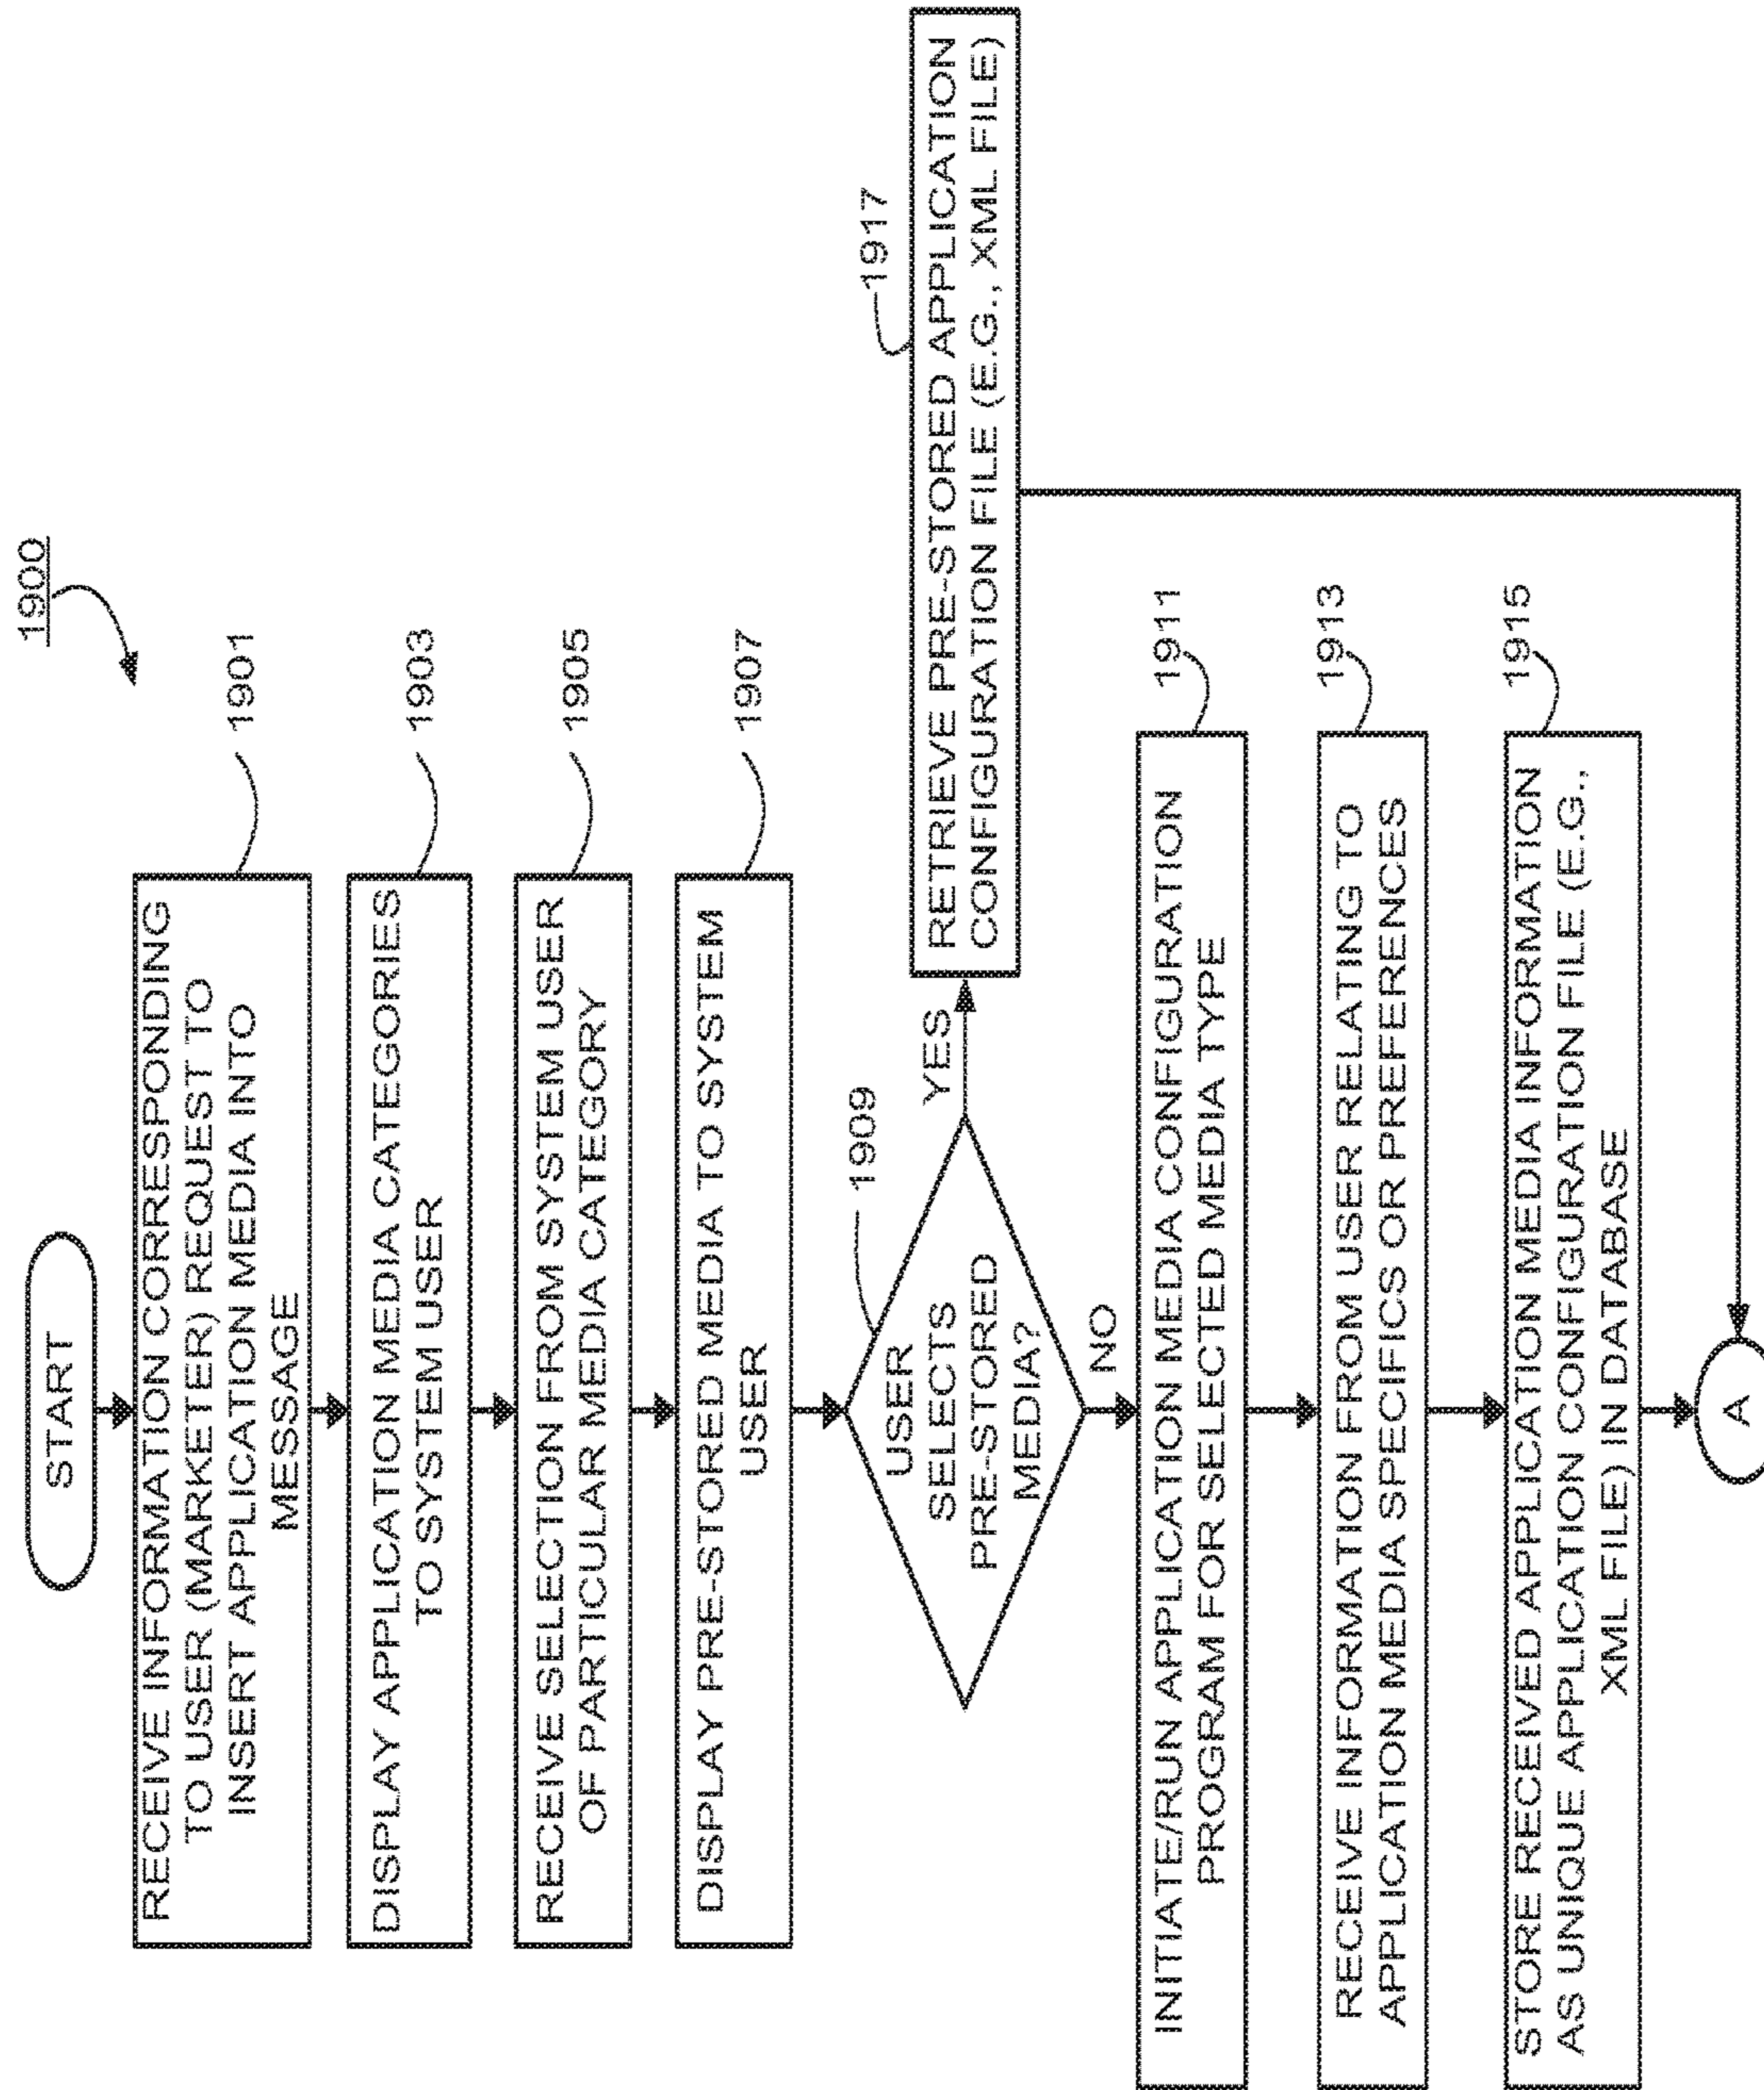 1900
START
RECEIVE INFORMATION CORRESPONDING
TO USER (MARKETER) REQUEST TO
INSERT APPLICATION MEDIA INTO
MESSAGE
1901
DISPLAY APPLICATION MEDIA CATEGORIES
TO SYSTEM USER
1903
RECEIVE SELECTION FROM SYSTEM USER
OF PARTICULAR MEDIA CATEGORY
1905
DISPLAY PRE-STORED MEDIA TO SYSTEM
USER
1907
USER
SELECTS
PRE-STORED
MEDIA?
1909
YES
RETRIEVE PRE-STORED APPLICATION
CONFIGURATION FILE (E.G., XML FILE)
1917
NO
INITIATE/RUN APPLICATION MEDIA CONFIGURATION
PROGRAM FOR SELECTED MEDIA TYPE
1911
RECEIVE INFORMATION FROM USER RELATING TO
APPLICATION MEDIA SPECIFICS OR PREFERENCES
1913
STORE RECEIVED APPLICATION MEDIA INFORMATION
AS UNIQUE APPLICATION CONFIGURATION FILE (E.G.,
XML FILE) IN DATABASE
1915
A